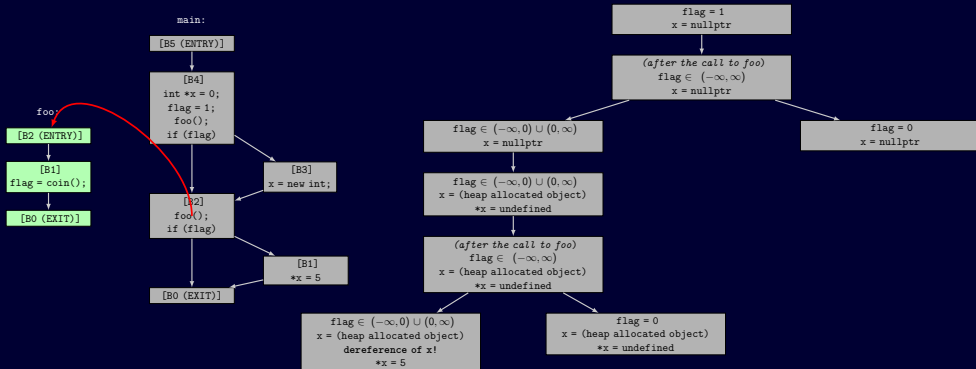 main:
[B5 (ENTRY)]
[B4]
int *x = 0;
flag = 1;
foo();
if (flag)
foo:
[B2 (ENTRY)]
[B1]
flag = coin();
[B0 (EXIT)]
[B3]
x = new int;
[B2]
foo();
if (flag)
[B1]
*x = 5
[B0 (EXIT)]
flag = 1
x = nullptr
(after the call to foo)
flag ∈ (−∞, ∞)
x = nullptr
flag ∈ (−∞, 0) ∪ (0, ∞)
x = nullptr
flag = 0
x = nullptr
flag ∈ (−∞, 0) ∪ (0, ∞)
x = (heap allocated object)
*x = undefined
(after the call to foo)
flag ∈ (−∞, ∞)
x = (heap allocated object)
*x = undefined
flag ∈ (−∞, 0) ∪ (0, ∞)
x = (heap allocated object)
dereference of x!
*x = 5
flag = 0
x = (heap allocated object)
*x = undefined